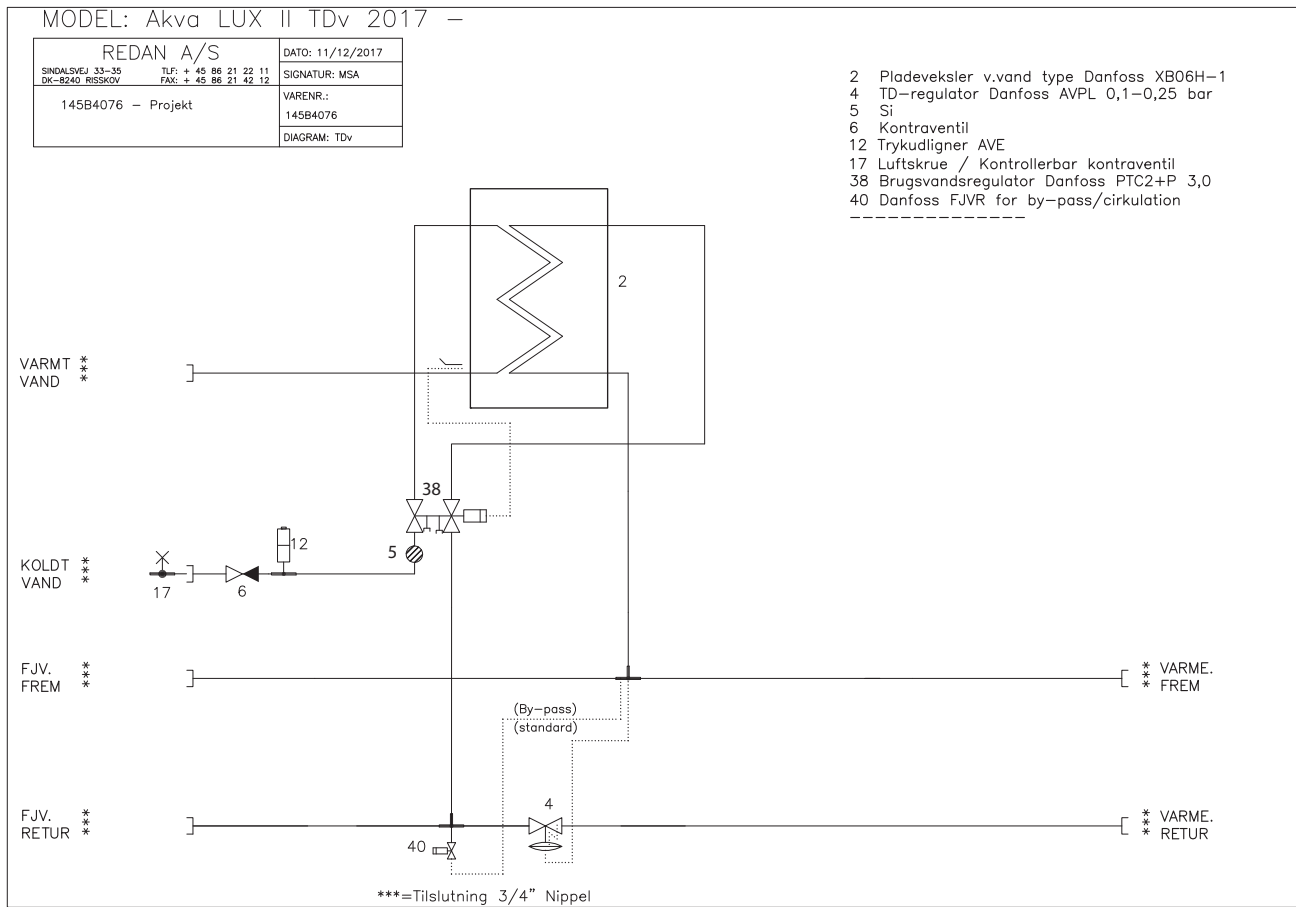 MODEL: Akva LUX II TDv 2017 –
REDAN A/S
SINDALSVEJ 33–35 TLF: + 45 86 21 22 11
DK–8240 RISSKOV FAX: + 45 86 21 42 12
145B4076 – Projekt
DATO: 11/12/2017
SIGNATUR: MSA
VARENR.:
145B4076
DIAGRAM: TDv
2 Pladeveksler v.vand type Danfoss XB06H–1
4 TD–regulator Danfoss AVPL 0,1–0,25 bar
5 Si
6 Kontraventil
12 Trykudligner AVE
17 Luftskrue / Kontrollerbar kontraventil
38 Brugsvandsregulator Danfoss PTC2+P 3,0
40 Danfoss FJVR for by–pass/cirkulation
––––––––––––––
2
VARMT ***
VAND
38
5
12
KOLDT ***
VAND
17
6
FJV. ***
FREM
*** VARME.
FREM
(By–pass)
(standard)
4
FJV. ***
RETUR
*** VARME.
RETUR
40
***=Tilslutning 3/4” Nippel